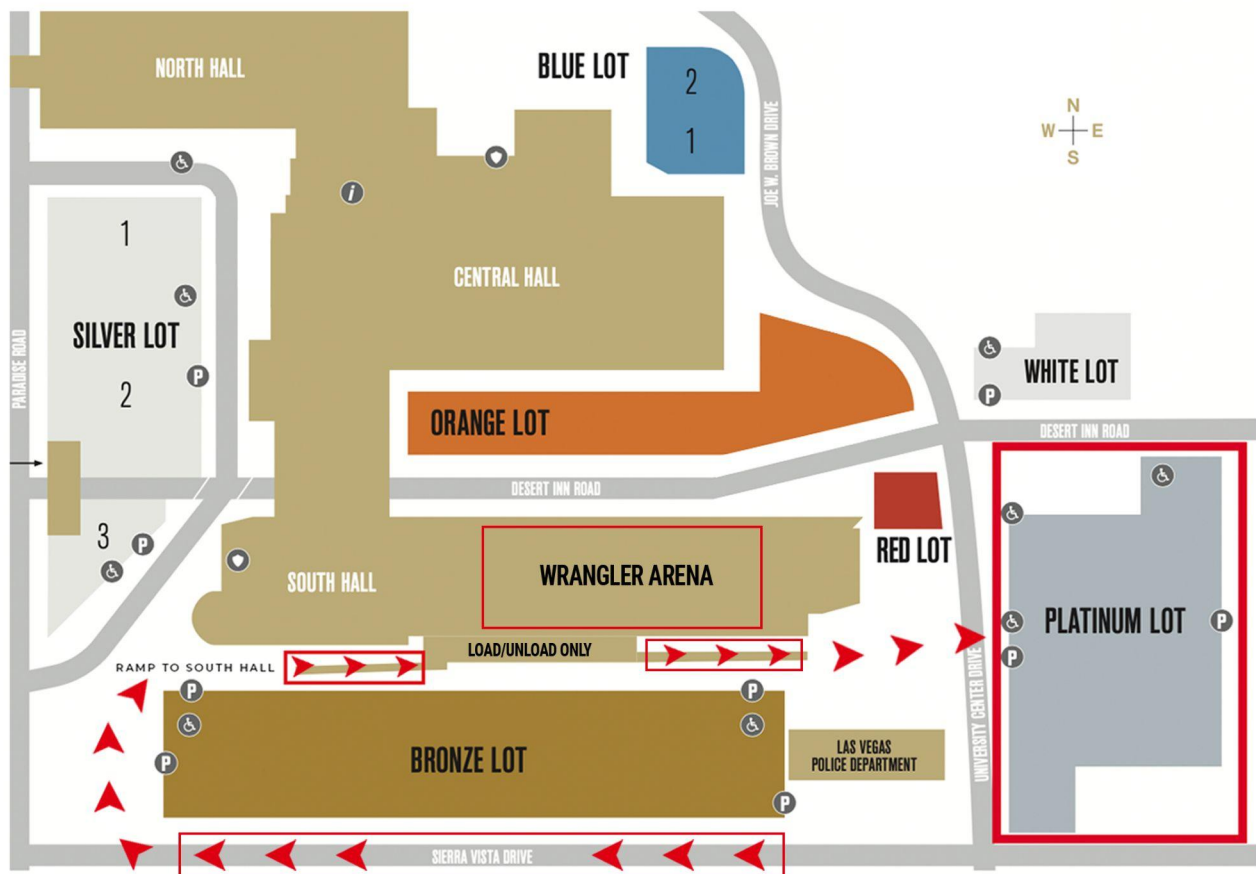 NORTH HALL
BLUE LOT
2
1
JOE W. BROWN DRIVE
N
W E
S
i
1
SILVER LOT
2
PARADISE ROAD
CENTRAL HALL
ORANGE LOT
WHITE LOT
P
P
DESERT INN ROAD
DESERT INN ROAD
3
P
SOUTH HALL
WRANGLER ARENA
RED LOT
PLATINUM LOT
P
P
LOAD/UNLOAD ONLY
RAMP TO SOUTH HALL
P
P
P
BRONZE LOT
LAS VEGAS
POLICE DEPARTMENT
P
UNIVERSITY CENTER DRIVE
SIERRA VISTA DRIVE